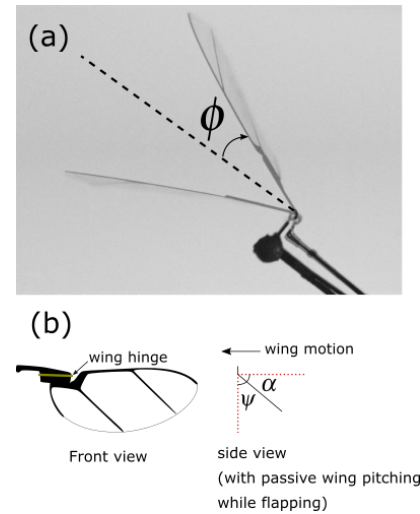 (a)
ϕ
(b)
wing hinge
wing motion
α
ψ
Front view
side view
(with passive wing pitching
while flapping)